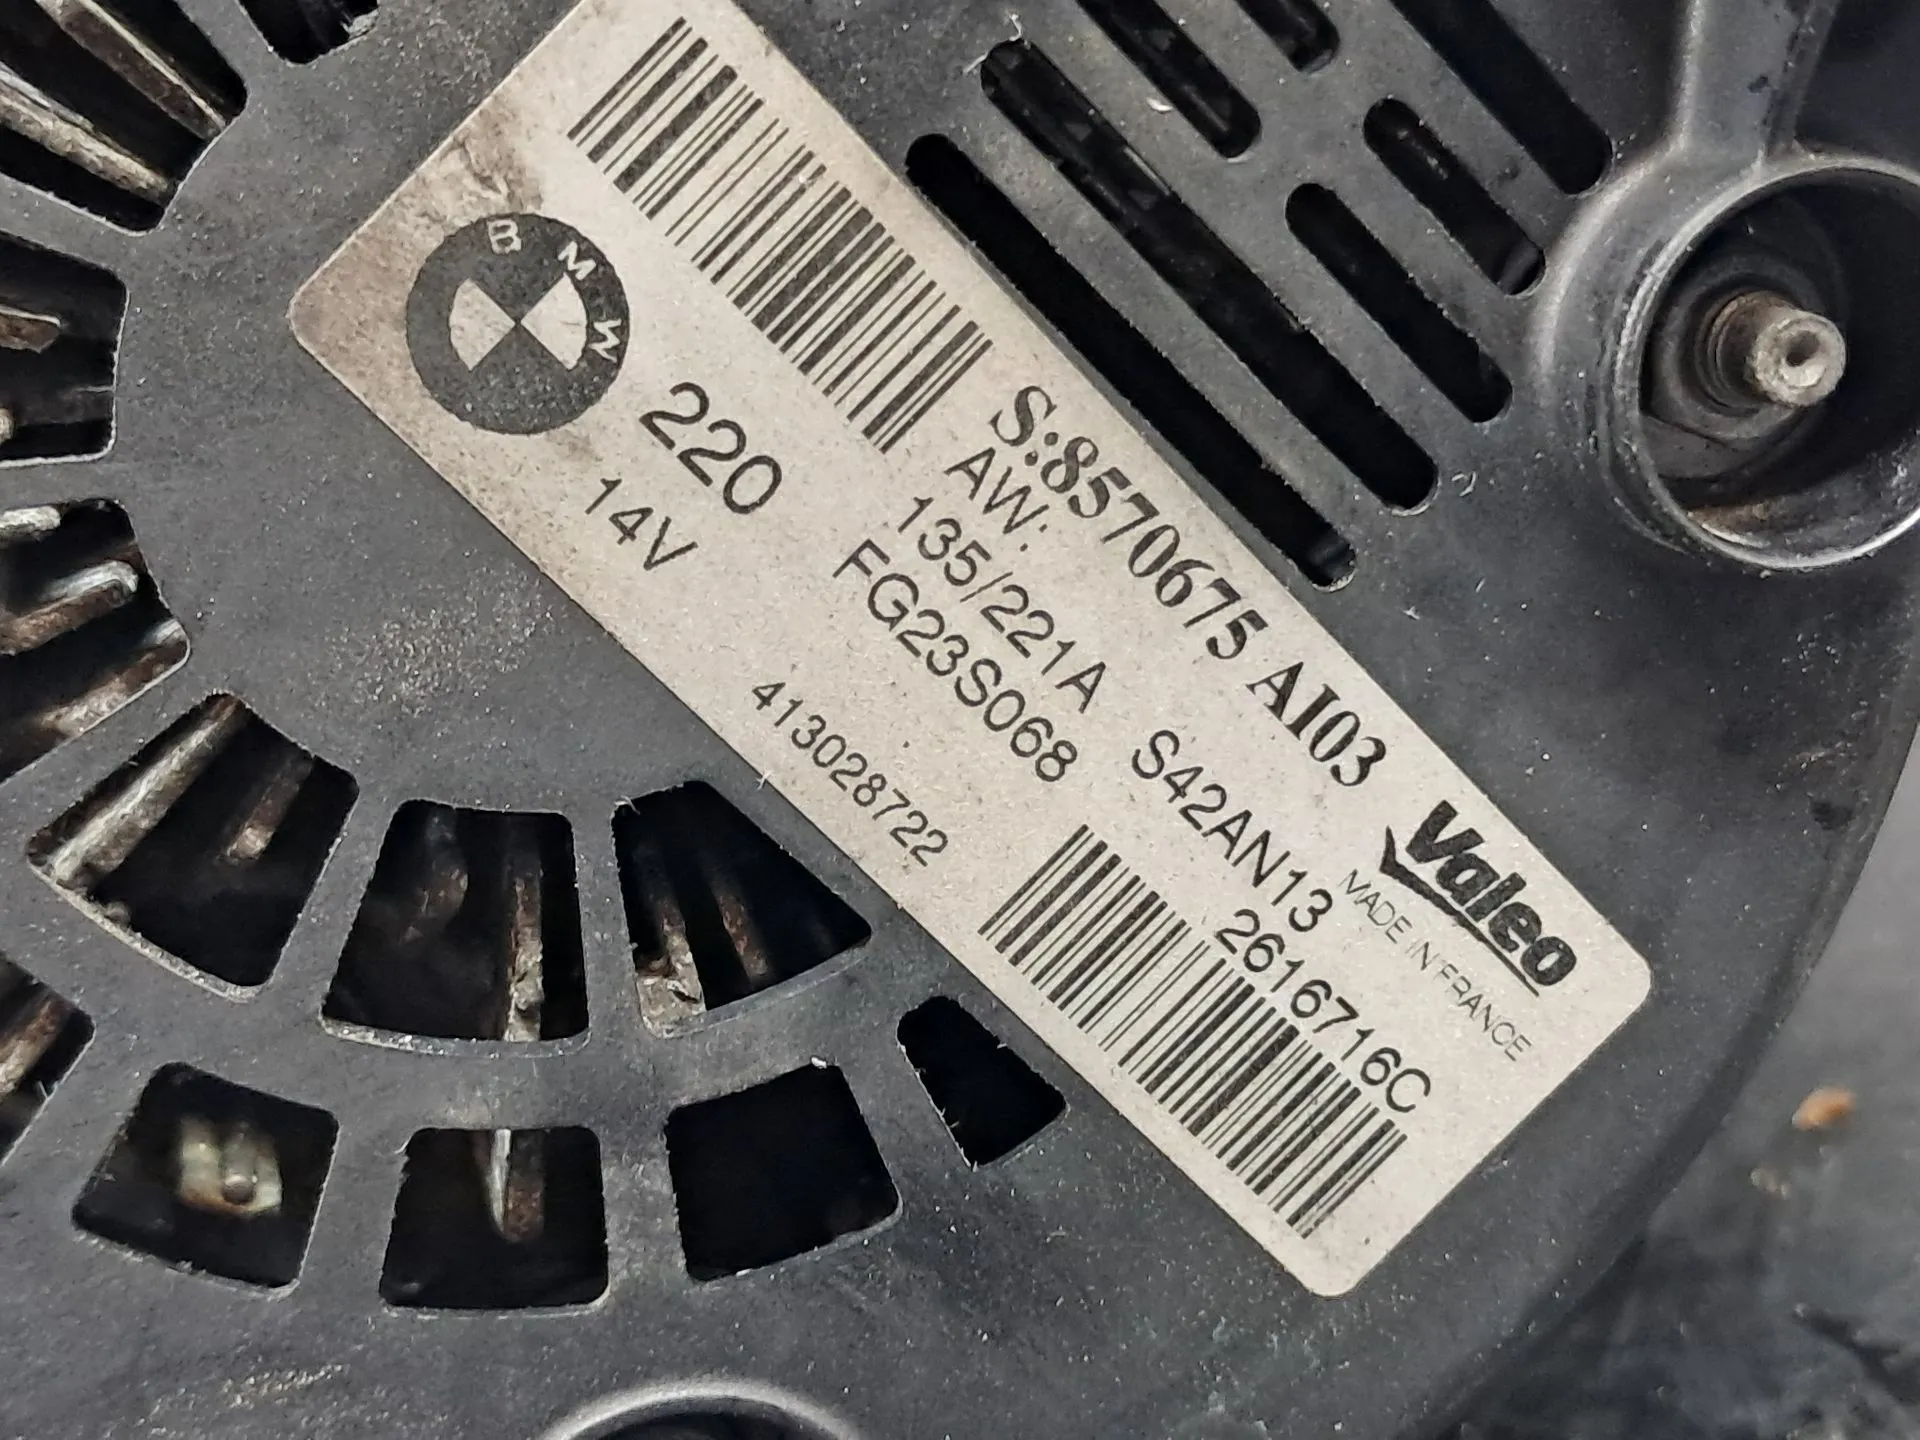 BMW
S:8570675 AI03
AW:
220
135/221A
S42AN13
Valeo
MADE IN FRANCE
14V
FG23S068
2616716C
413028722